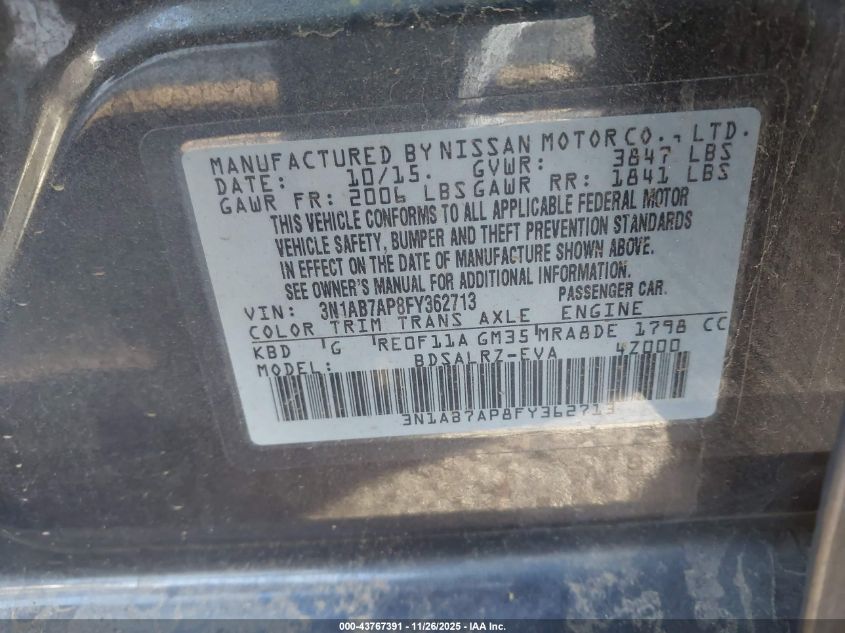 MANUFACTURED BY NISSAN MOTOR CO., LTD.
DATE: 10/15. GVWR: 3847 LBS
GAWR FR: 2006 LBS GAWR RR: 1841 LBS
THIS VEHICLE CONFORMS TO ALL APPLICABLE FEDERAL MOTOR
VEHICLE SAFETY, BUMPER AND THEFT PREVENTION STANDARDS
IN EFFECT ON THE DATE OF MANUFACTURE SHOWN ABOVE.
SEE OWNER'S MANUAL FOR ADDITIONAL INFORMATION.
VIN: 3N1AB7AP8FY362713 PASSENGER CAR.
COLOR TRIM TRANS AXLE ENGINE
KBD G RE0F11A GM35 MRA8DE 1798 CC
MODEL: BDSALRZ-EVA 4Z000
3N1AB7AP8FY362713
000-43767391 - 11/26/2025 - IAA Inc.